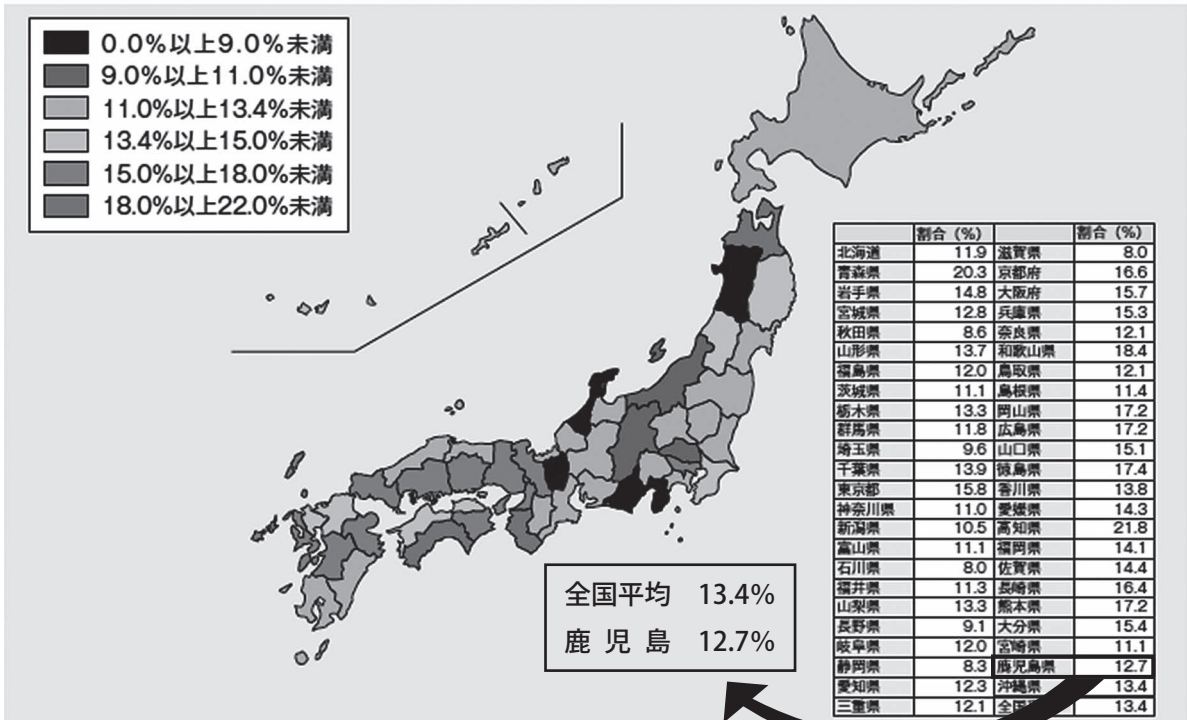 0.0%以上9.0%未満
9.0%以上11.0%未満
11.0%以上13.4%未満
13.4%以上15.0%未満
15.0%以上18.0%未満
18.0%以上22.0%未満
割合（%） 割合（%）
北海道 11.9 滋賀県 8.0
青森県 20.3 京都府 16.6
岩手県 14.8 大阪府 15.7
宮城県 12.8 兵庫県 15.3
秋田県 8.6 奈良県 12.1
山形県 13.7 和歌山県 18.4
福島県 12.0 鳥取県 12.1
茨城県 11.1 島根県 11.4
栃木県 13.3 岡山県 17.2
群馬県 11.8 広島県 17.2
埼玉県 9.6 山口県 15.1
千葉県 13.9 徳島県 17.4
東京都 15.8 香川県 13.8
神奈川県 11.0 愛媛県 14.3
新潟県 10.5 高知県 21.8
富山県 11.1 福岡県 14.1
石川県 8.0 佐賀県 14.4
福井県 11.3 長崎県 16.4
山梨県 13.3 熊本県 17.2
長野県 9.1 大分県 15.4
岐阜県 12.0 宮崎県 11.1
静岡県 8.3 鹿児島県 12.7
愛知県 12.3 沖縄県 13.4
三重県 12.1 全国 13.4
全国平均 13.4%
鹿児島 12.7%